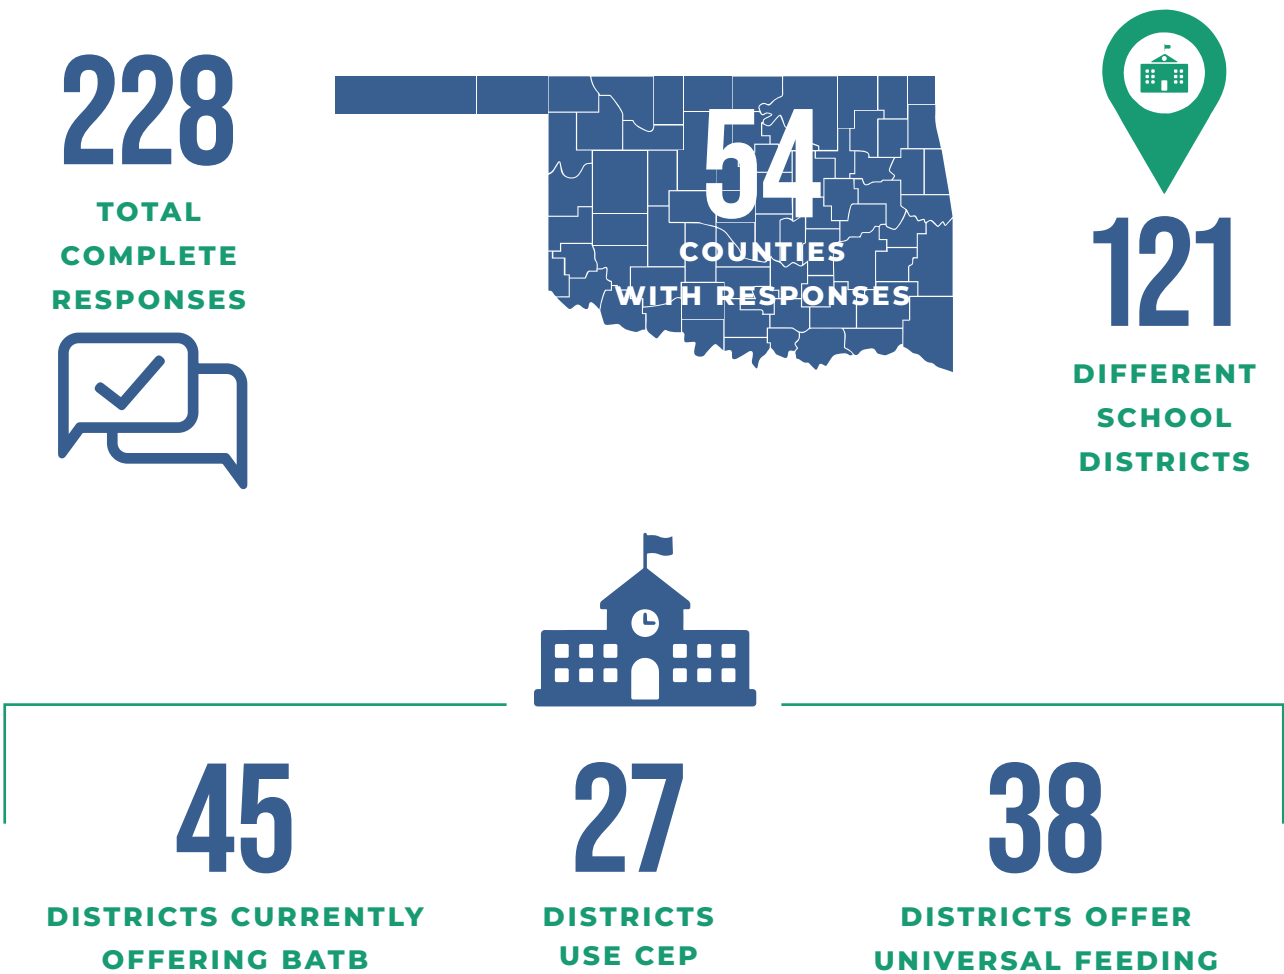 228
TOTAL
COMPLETE
RESPONSES
54
COUNTIES
WITH RESPONSES
121
DIFFERENT
SCHOOL
DISTRICTS
45
DISTRICTS CURRENTLY
OFFERING BATB
27
DISTRICTS
USE CEP
38
DISTRICTS OFFER
UNIVERSAL FEEDING